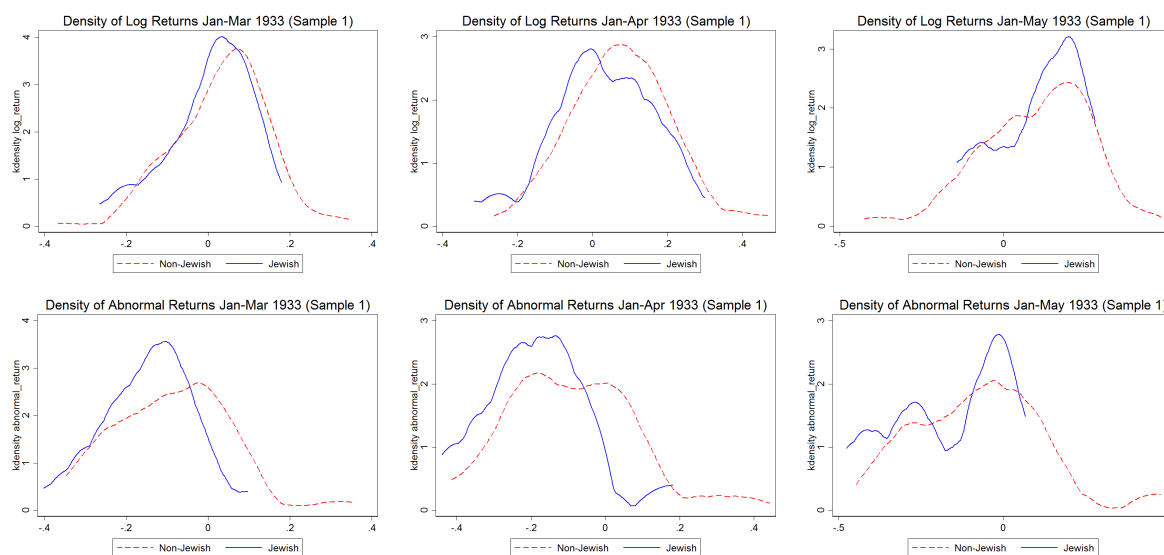 Density of Log Returns Jan-Mar 1933 (Sample 1)
kdensity log_return
4
3
2
1
0
-.4
-.2
0
.2
.4
Non-Jewish
Jewish
Density of Log Returns Jan-Apr 1933 (Sample 1)
kdensity log_return
3
2
1
0
-.4
-.2
0
.2
.4
Non-Jewish
Jewish
Density of Log Returns Jan-May 1933 (Sample 1)
kdensity log_return
3
2
1
0
-.5
0
Non-Jewish
Jewish
Density of Abnormal Returns Jan-Mar 1933 (Sample 1)
kdensity abnormal_return
4
3
2
1
0
-.4
-.2
0
.2
.4
Non-Jewish
Jewish
Density of Abnormal Returns Jan-Apr 1933 (Sample 1)
kdensity abnormal_return
3
2
1
0
-.4
-.2
0
.2
.4
Non-Jewish
Jewish
Density of Abnormal Returns Jan-May 1933 (Sample 1)
kdensity abnormal_return
3
2
1
0
-.5
0
Non-Jewish
Jewish